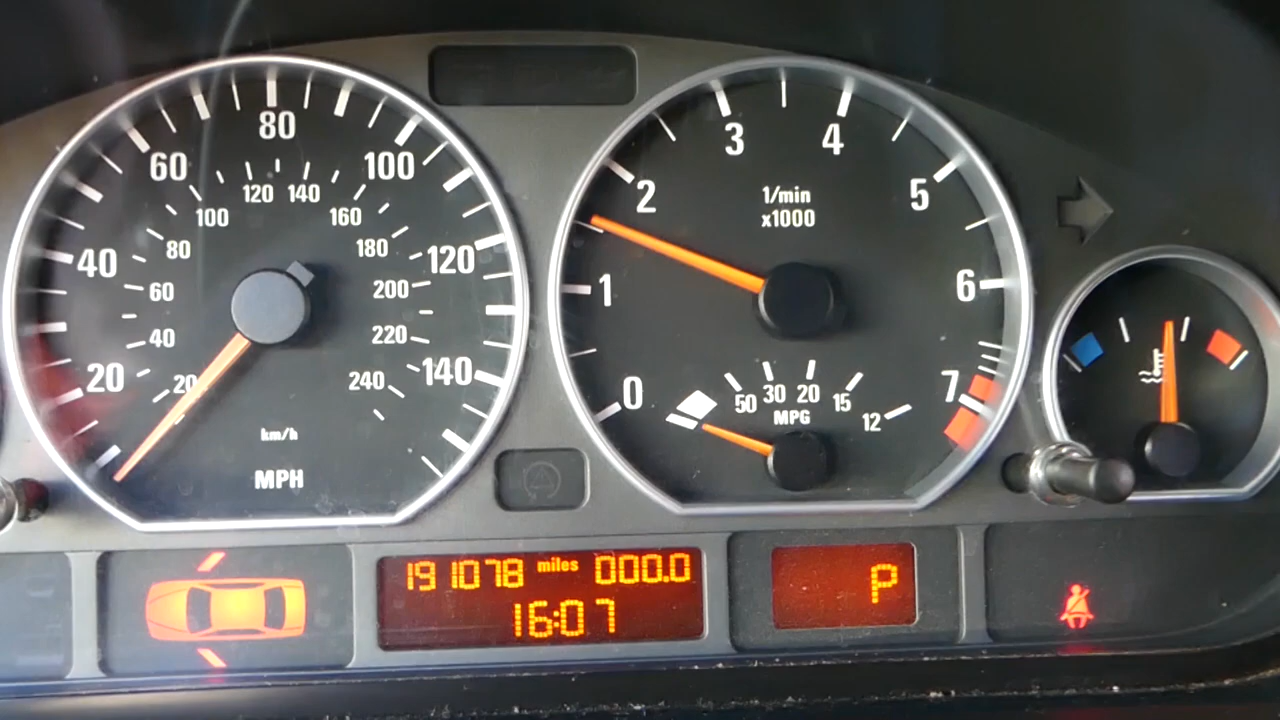 20 40 60 80 100 120 140
20 40 60 80 100 120 140 160 180 200 220 240
km/h
MPH
0 1 2 3 4 5 6 7
1/min
x1000
50 30 20 15 12
MPG
191078 miles 000.0
16:07
P